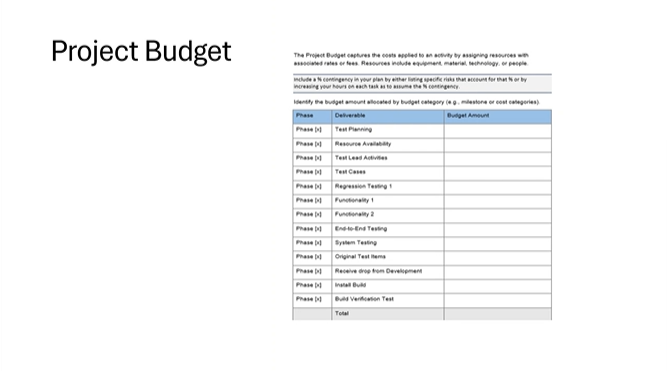 Project Budget
The Project Budget captures the costs applied to an activity by assigning resources with
associated rates or fees. Resources include equipment, material, technology, or people.
Include a % contingency in your plan by either listing specific risks that account for that % or by
increasing your hours on each task as to assume the % contingency.
Identify the budget amount allocated by budget category (e.g., milestone or cost categories).
Phase Deliverable Budget Amount
Phase [x] Test Planning
Phase [x] Resource Availability
Phase [x] Test Lead Activities
Phase [x] Test Cases
Phase [x] Regression Testing 1
Phase [x] Functionality 1
Phase [x] Functionality 2
Phase [x] End-to-End Testing
Phase [x] System Testing
Phase [x] Original Test Items
Phase [x] Receive drop from Development
Phase [x] Install Build
Phase [x] Build Verification Test
Total